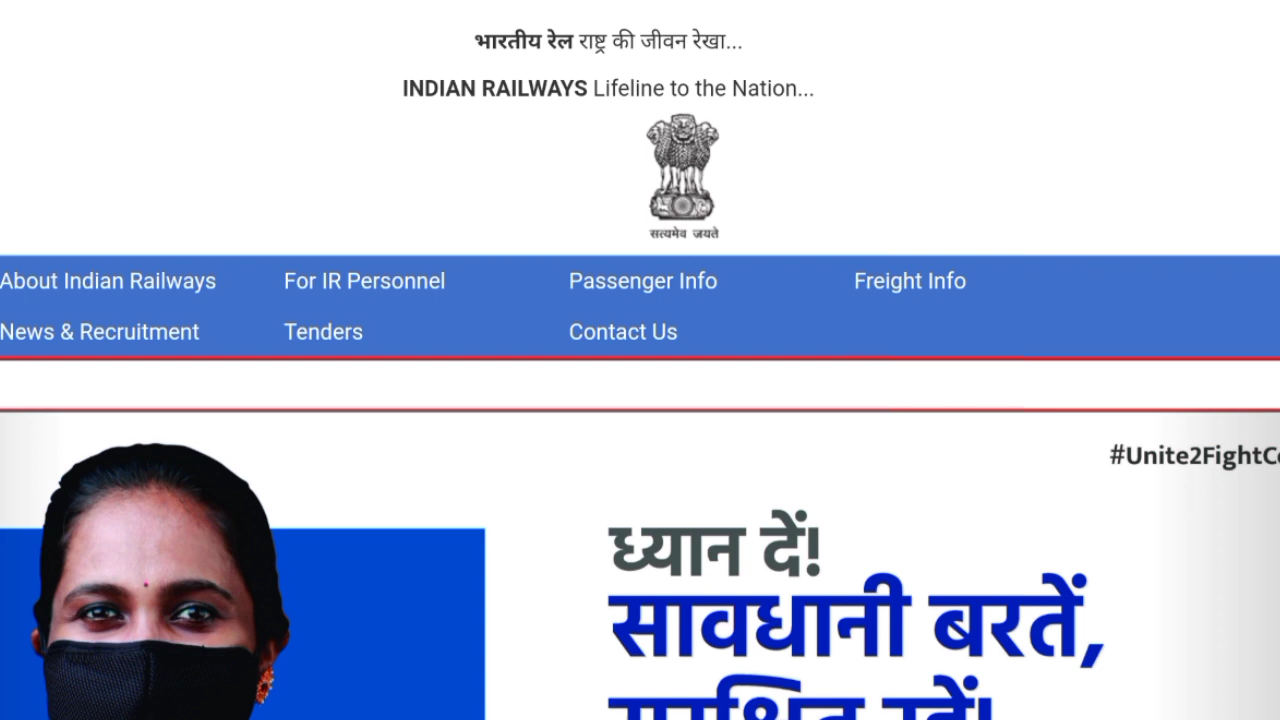 भारतीय रेल राष्ट्र की जीवन रेखा...
INDIAN RAILWAYS Lifeline to the Nation...
सत्यमेव जयते
About Indian Railways For IR Personnel Passenger Info Freight Info
News & Recruitment Tenders Contact Us
#Unite2FightCo
ध्यान दें!
सावधानी बरतें,